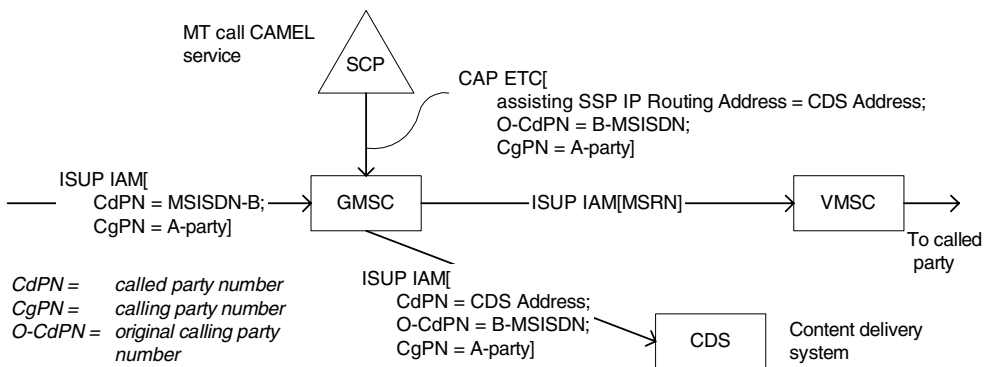 MT call CAMEL
service
SCP
CAP ETC[
assisting SSP IP Routing Address = CDS Address;
O-CdPN = B-MSISDN;
CgPN = A-party]
ISUP IAM[
CdPN = MSISDN-B;
CgPN = A-party]
GMSC
ISUP IAM[MSRN]
VMSC
To called
party
ISUP IAM[
CdPN = CDS Address;
O-CdPN = B-MSISDN;
CgPN = A-party]
CdPN = called party number
CgPN = calling party number
O-CdPN = original calling party
number
CDS
Content delivery
system